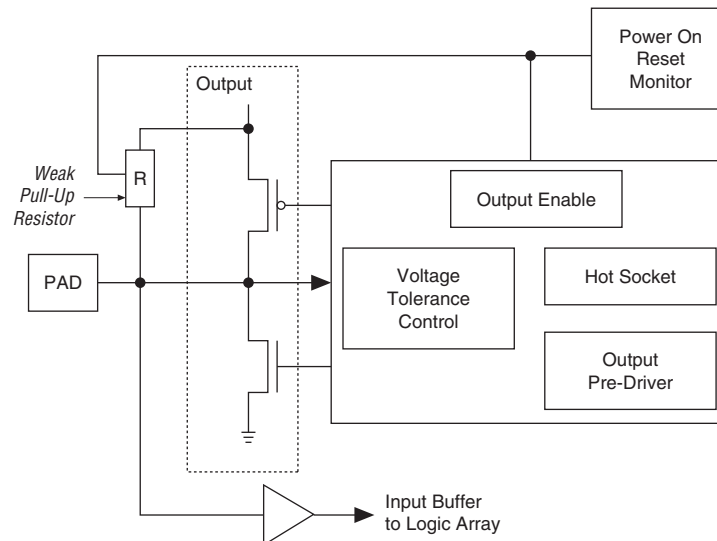 Power On
Reset
Monitor
Output
R
Weak
Pull-Up
Resistor
Output Enable
PAD
Voltage
Tolerance
Control
Hot Socket
Output
Pre-Driver
Input Buffer
to Logic Array